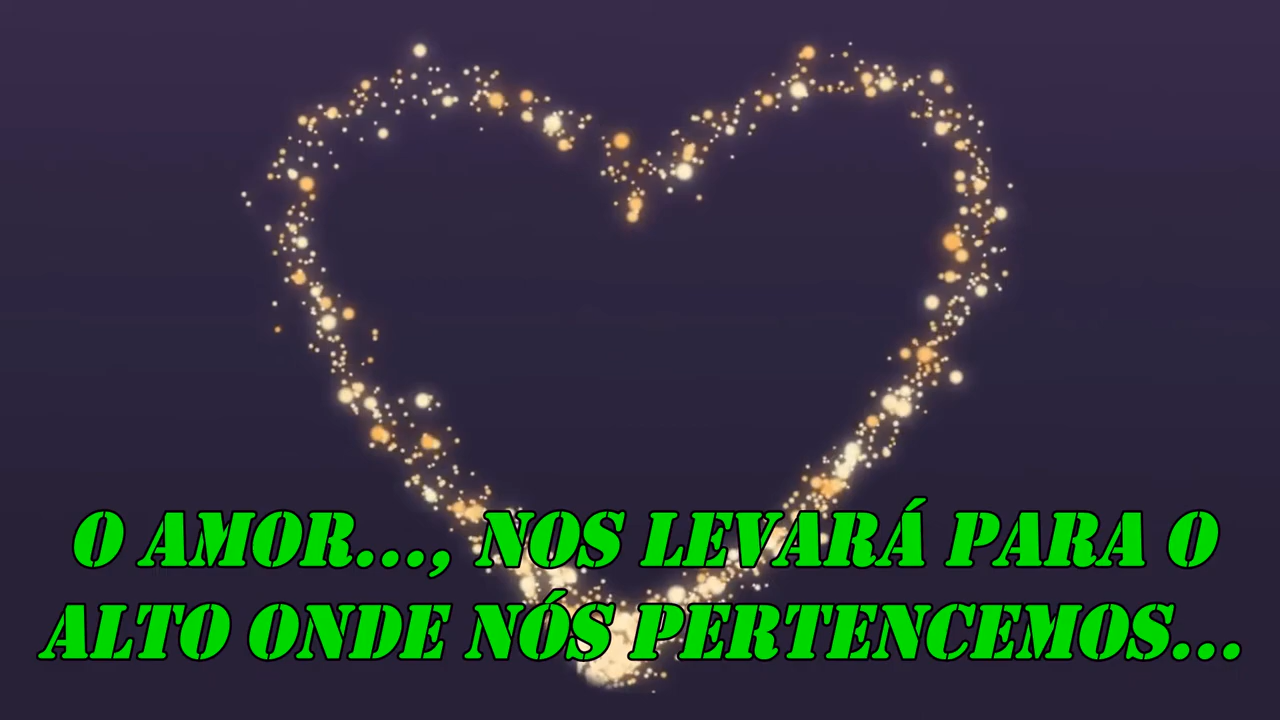 O AMOR..., NOS LEVARÁ PARA O
ALTO ONDE NÓS PERTENCEMOS...